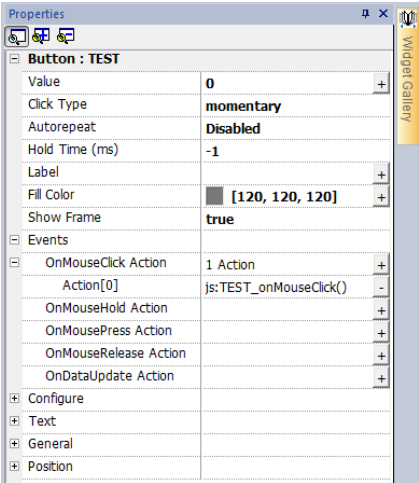 Properties
Widget Gallery
Button : TEST
Value 0 +
Click Type momentary
Autorepeat Disabled
Hold Time (ms) -1
Label +
Fill Color [120, 120, 120] +
Show Frame true
Events
OnMouseClick Action 1 Action +
Action[0] js:TEST_onMouseClick() -
OnMouseHold Action +
OnMousePress Action +
OnMouseRelease Action +
OnDataUpdate Action +
Configure
Text
General
Position